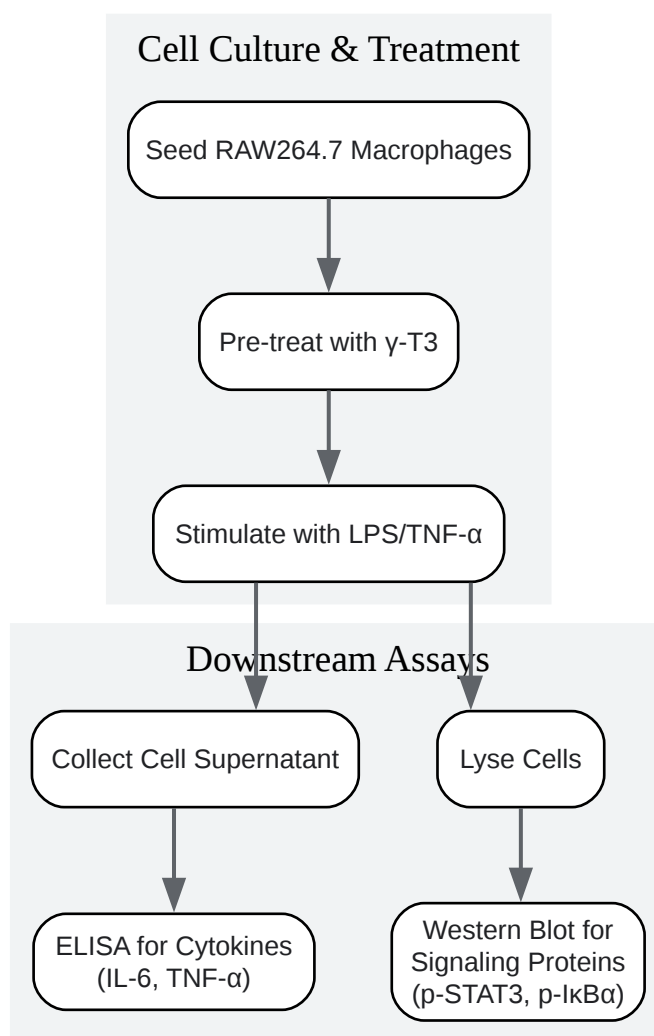 Cell Culture & Treatment
Seed RAW264.7 Macrophages
Pre-treat with γ-T3
Stimulate with LPS/TNF-α
Downstream Assays
Collect Cell Supernatant
Lyse Cells
ELISA for Cytokines
(IL-6, TNF-α)
Western Blot for
Signaling Proteins
(p-STAT3, p-IκBα)